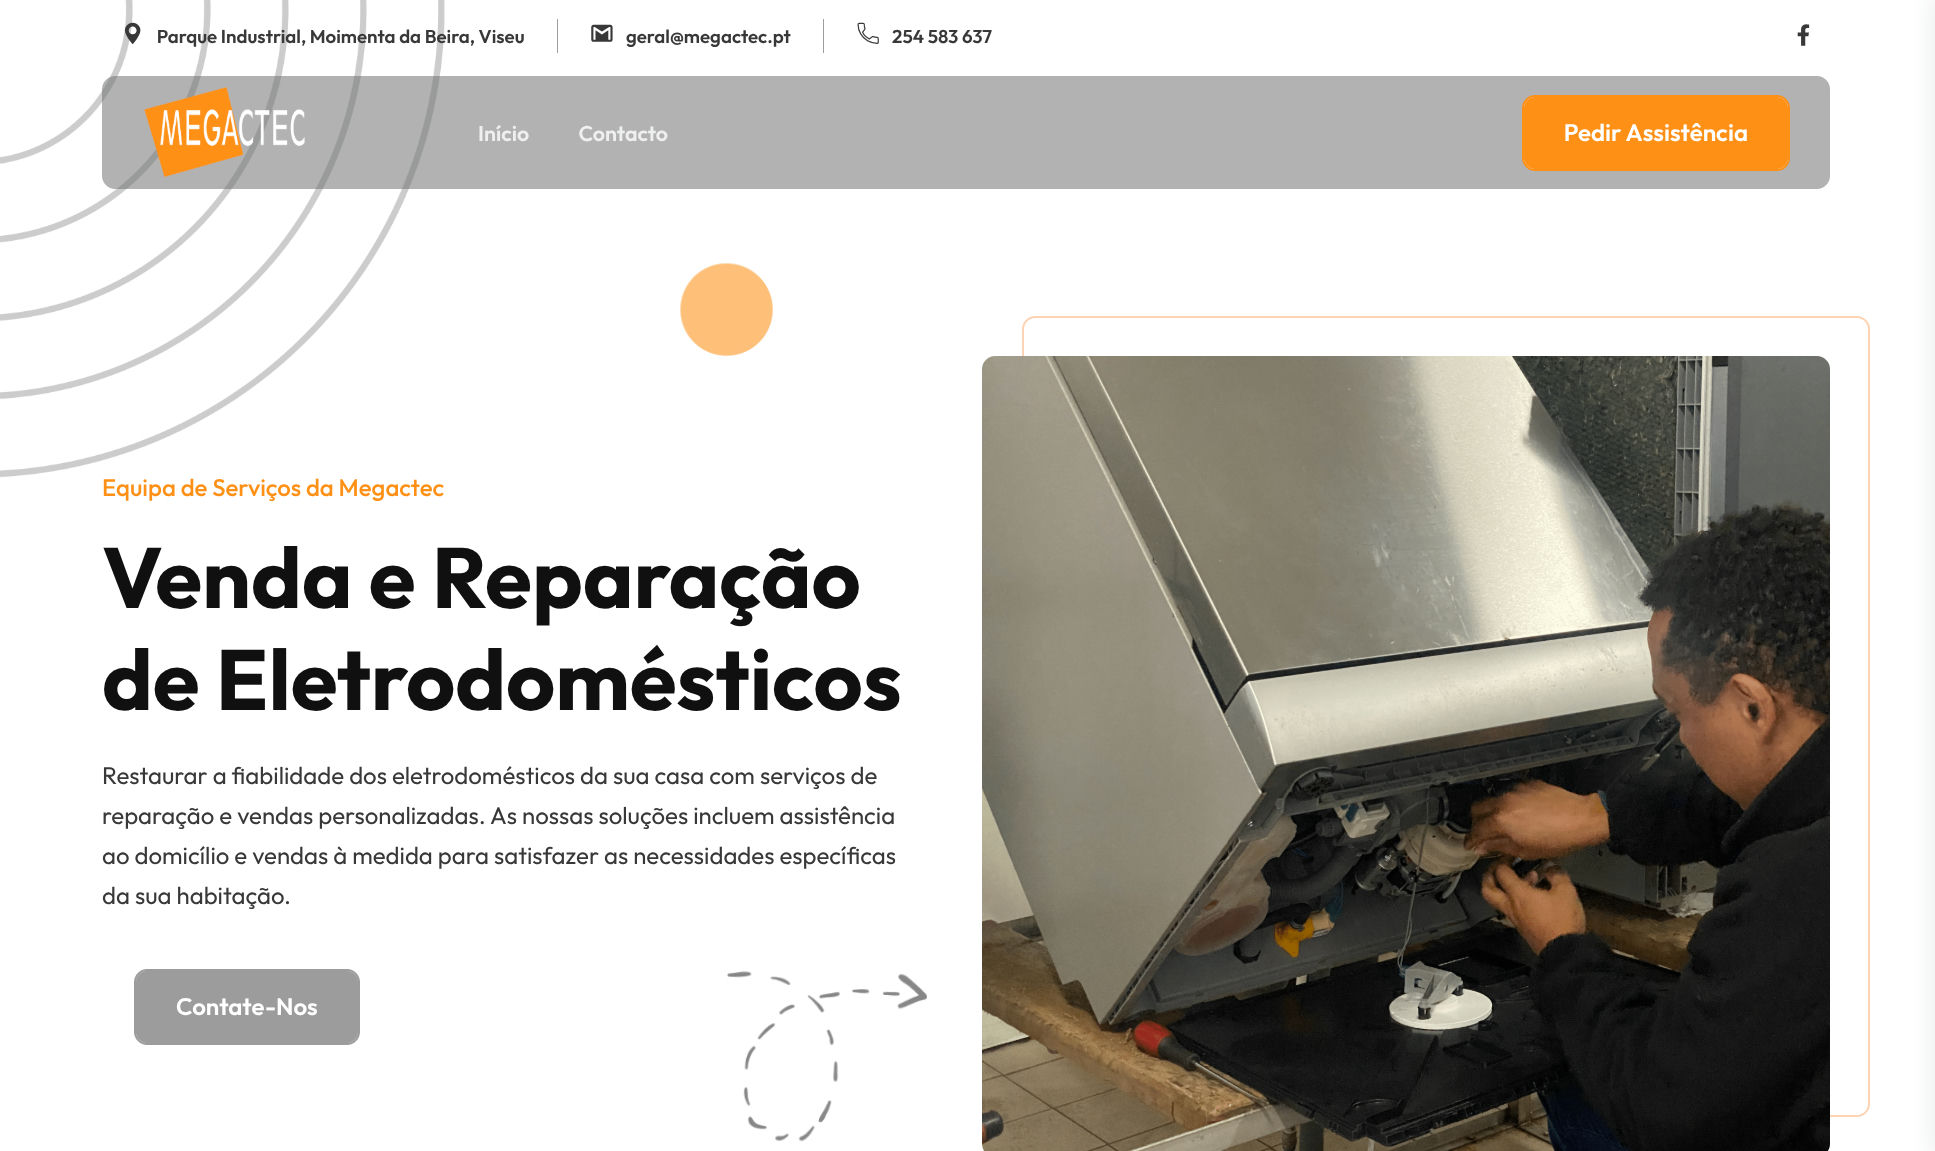 Parque Industrial, Moimenta da Beira, Viseu
geral@megactec.pt
254 583 637
MEGACTEC
Início
Contacto
Pedir Assistência
Equipa de Serviços da Megactec
Venda e Reparação
de Eletrodomésticos
Restaurar a fiabilidade dos eletrodomésticos da sua casa com serviços de
reparação e vendas personalizadas. As nossas soluções incluem assistência
ao domicílio e vendas à medida para satisfazer as necessidades específicas
da sua habitação.
Contate-Nos